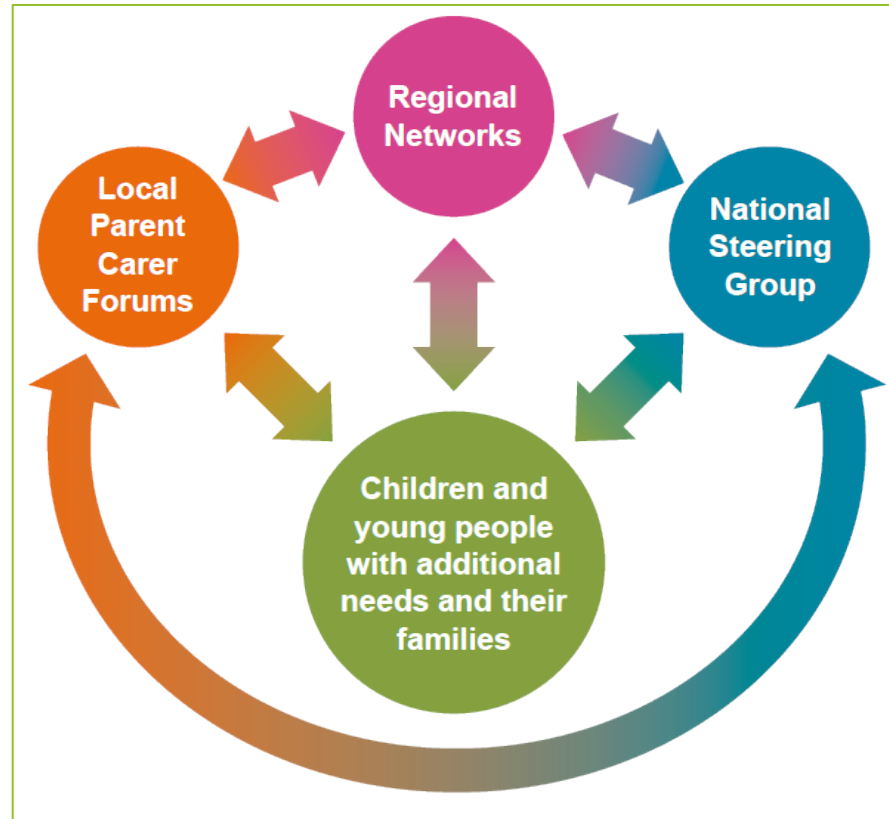 Regional
Networks
Local
Parent
Carer
Forums
National
Steering
Group
Children and
young people
with additional
needs and their
families